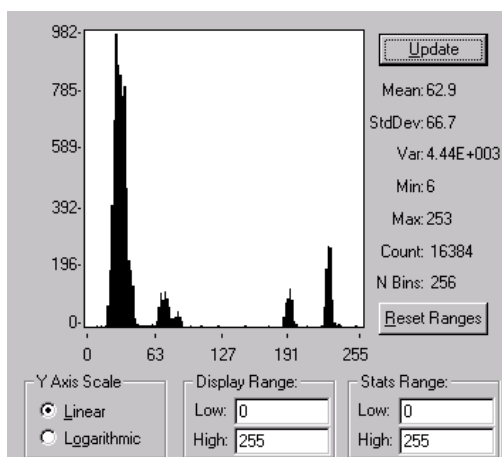 982-
785-
589-
392-
196-
0-
0 63 127 191 255
Update
Mean: 62.9
StdDev: 66.7
Var: 4.44E+003
Min: 6
Max: 253
Count: 16384
N Bins: 256
Reset Ranges
Y Axis Scale
Linear
Logarithmic
Display Range:
Low: 0
High: 255
Stats Range:
Low: 0
High: 255